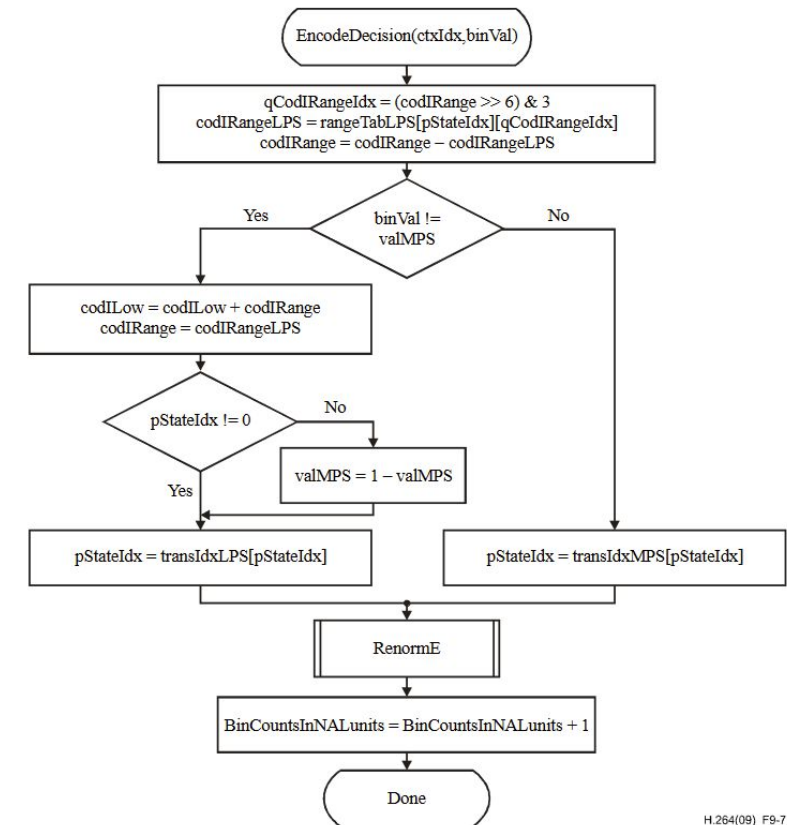 EncodeDecision(ctxIdx,binVal)
qCodIRangeIdx = (codIRange >> 6) & 3
codIRangeLPS = rangeTabLPS[pStateIdx][qCodIRangeIdx]
codIRange = codIRange – codIRangeLPS
Yes
binVal !=
valMPS
No
codILow = codILow + codIRange
codIRange = codIRangeLPS
pStateIdx != 0
No
valMPS = 1 – valMPS
Yes
pStateIdx = transIdxLPS[pStateIdx]
pStateIdx = transIdxMPS[pStateIdx]
RenormE
BinCountsInNALunits = BinCountsInNALunits + 1
Done
H.264(09)_F9-7